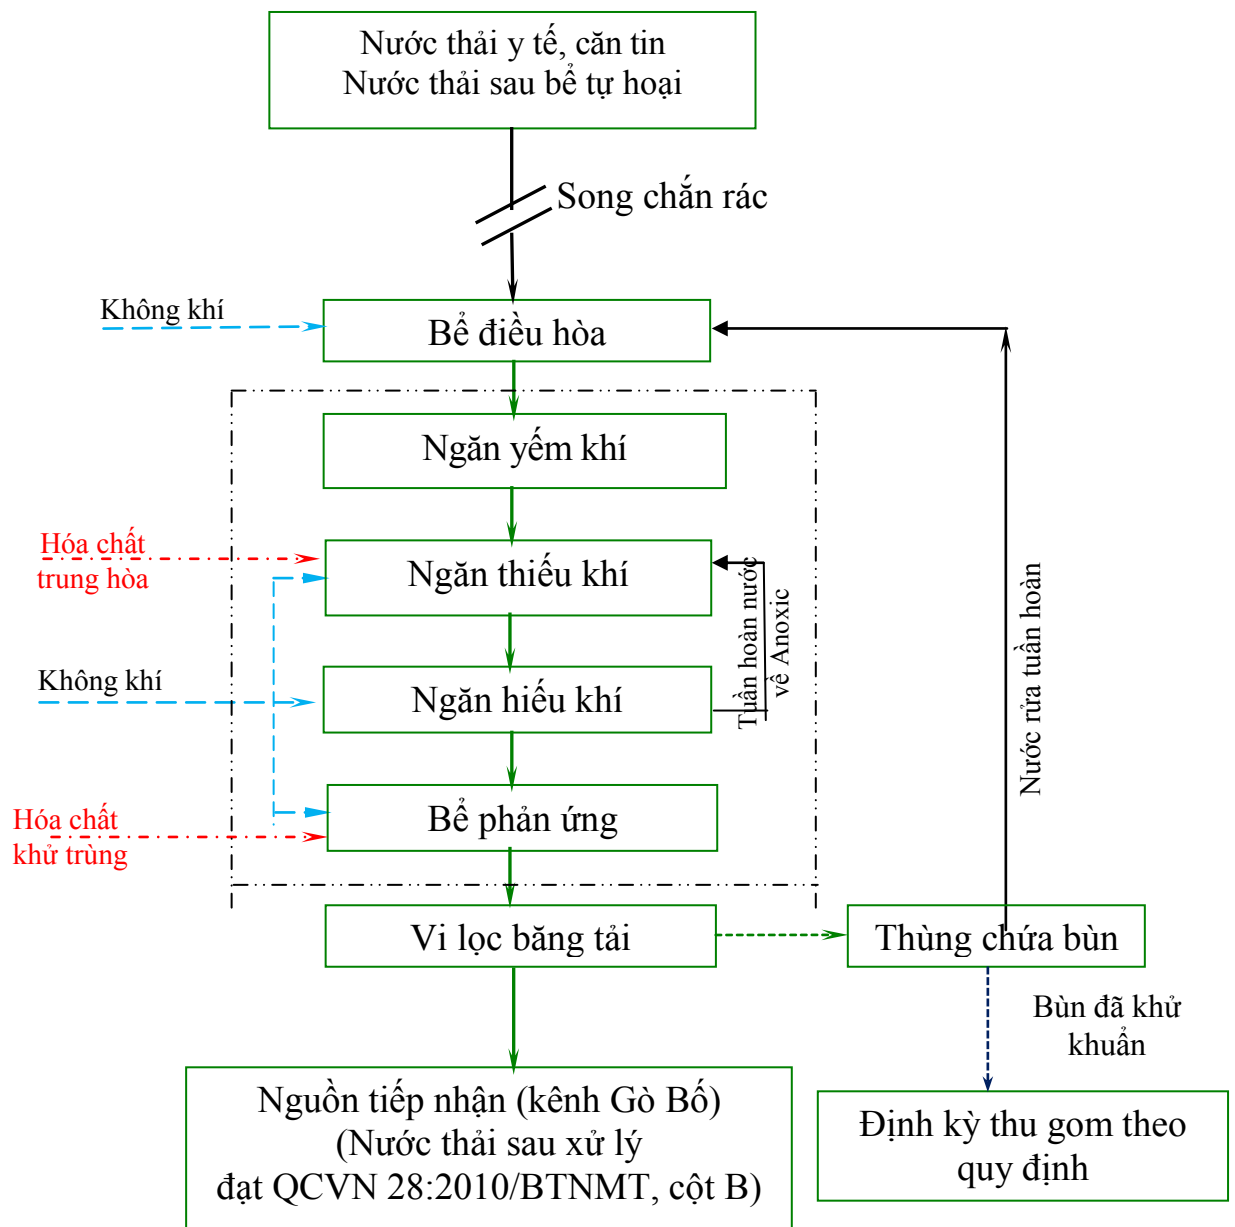 Nước thải y tế, căn tin
Nước thải sau bể tự hoại
Song chắn rác
Không khí
Bể điều hòa
Ngăn yếm khí
Hóa chất
trung hòa
Ngăn thiếu khí
Tuần hoàn nước
về Anoxic
Không khí
Ngăn hiếu khí
Nước rửa tuần hoàn
Hóa chất
khử trùng
Bể phản ứng
Vi lọc băng tải
Thùng chứa bùn
Bùn đã khử
khuẩn
Nguồn tiếp nhận (kênh Gò Bố)
(Nước thải sau xử lý
đạt QCVN 28:2010/BTNMT, cột B)
Định kỳ thu gom theo
quy định